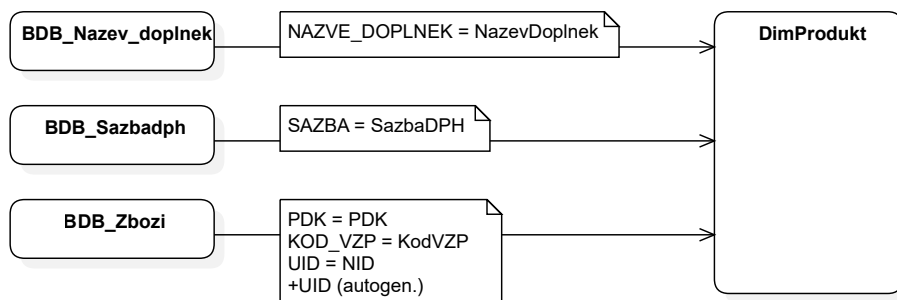 BDB_Nazev_doplnek
NAZVE_DOPLNEK = NazevDoplnek
DimProdukt
BDB_Sazbadph
SAZBA = SazbaDPH
BDB_Zbozi
PDK = PDK
KOD_VZP = KodVZP
UID = NID
+UID (autogen.)